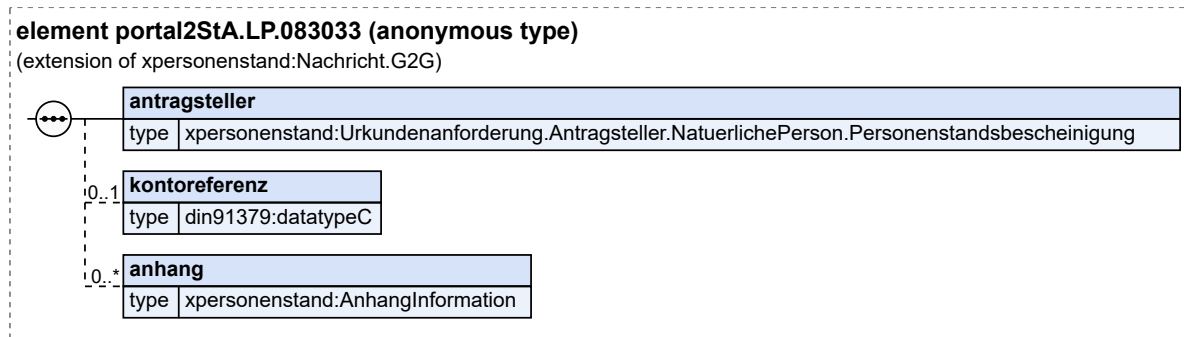 element portal2StA.LP.083033 (anonymous type)
(extension of xpersonenstand:Nachricht.G2G)
antragsteller
type xpersonenstand:Urkundenanforderung.Antragsteller.NatuerlichePerson.Personenstandsbescheinigung
0..1 kontoreferenz
type din91379:datatypeC
0..* anhang
type xpersonenstand:AnhangInformation